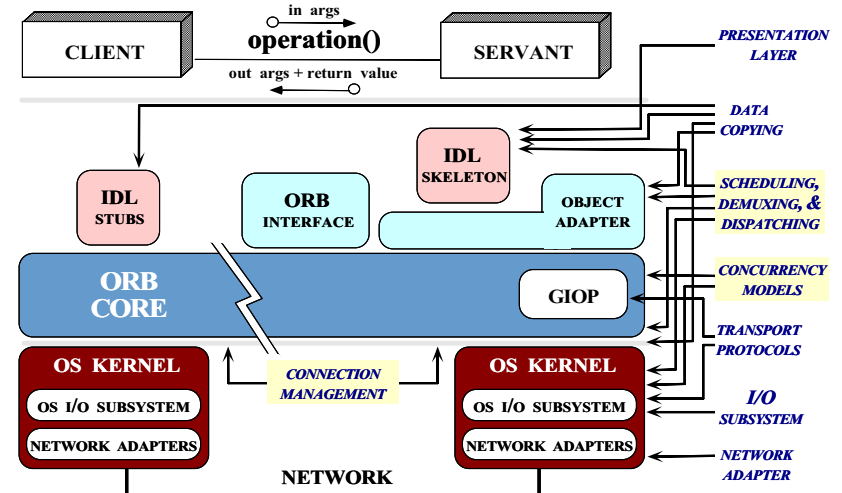 in args
operation()
out args + return value
CLIENT
SERVANT
PRESENTATION
LAYER
DATA
COPYING
IDL
STUBS
ORB
INTERFACE
IDL
SKELETON
OBJECT
ADAPTER
SCHEDULING,
DEMUXING, &
DISPATCHING
ORB
CORE
GIOP
CONCURRENCY
MODELS
TRANSPORT
PROTOCOLS
OS KERNEL
OS I/O SUBSYSTEM
NETWORK ADAPTERS
CONNECTION
MANAGEMENT
OS KERNEL
OS I/O SUBSYSTEM
NETWORK ADAPTERS
I/O
SUBSYSTEM
NETWORK
ADAPTER
NETWORK